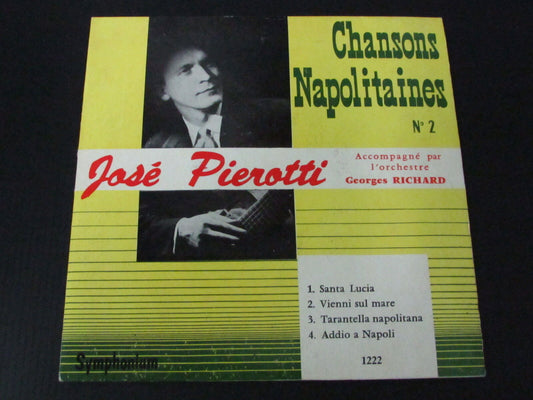 Chansons
Napolitaines
N° 2
José Pierotti
Accompagné par
l'orchestre
Georges RICHARD
1. Santa Lucia
2. Vienni sul mare
3. Tarantella napolitana
4. Addio a Napoli
1222
Symphonium